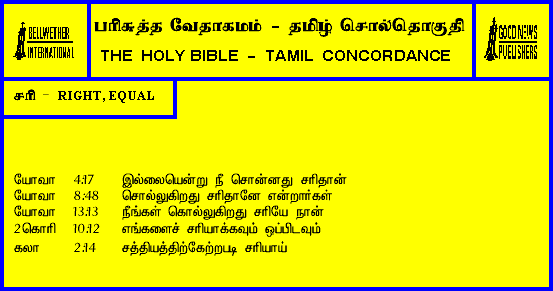 BELLWETHER
INTERNATIONAL
பரிசுத்த வேதாகமம் - தமிழ் சொல்தொகுதி
THE HOLY BIBLE - TAMIL CONCORDANCE
GOOD NEWS
PUBLISHERS
சரி - RIGHT, EQUAL
யோவா 4:17 இல்லையென்று நீ சொன்னது சரிதான்
யோவா 8:48 சொல்லுகிறது சரிதானே என்றார்கள்
யோவா 13:13 நீங்கள் கொல்லுகிறது சரியே நான்
2கொரி 10:12 எங்களைச் சரியாக்கவும் ஒப்பிடவும்
கலா 2:14 சத்தியத்திற்கேற்றபடி சரியாய்